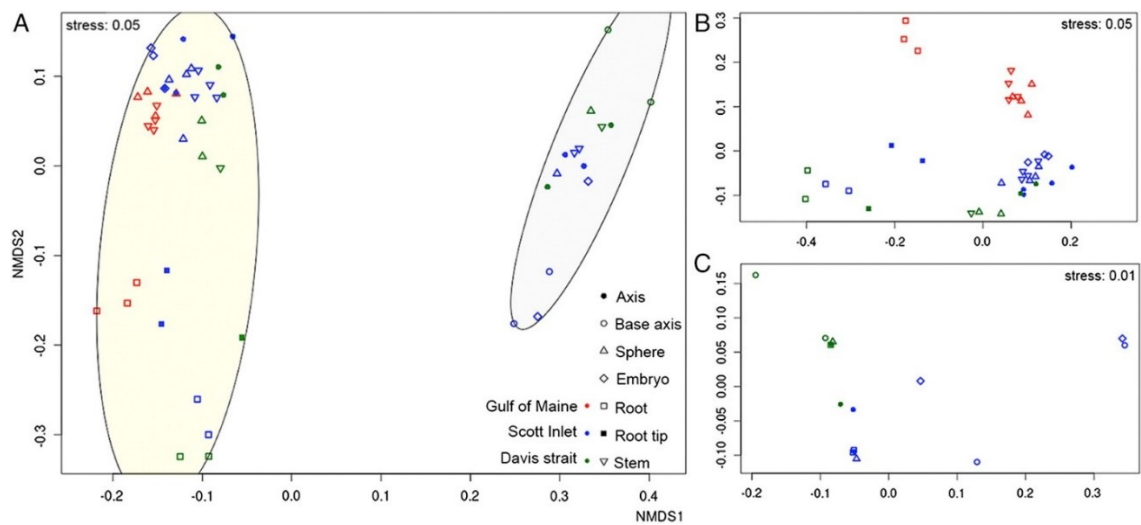 A
stress: 0.05
0.1
0.0
-0.1
-0.2
-0.3
NMDS2
-0.2
-0.1
0.0
0.1
0.2
0.3
0.4
NMDS1
Axis
Base axis
Sphere
Embryo
Gulf of Maine
Root
Scott Inlet
Root tip
Davis strait
Stem
B
stress: 0.05
0.3
0.2
0.1
0.0
-0.1
-0.4
-0.2
0.0
0.2
C
stress: 0.01
0.15
0.10
0.05
0.00
-0.05
-0.10
-0.2
-0.1
0.0
0.1
0.2
0.3